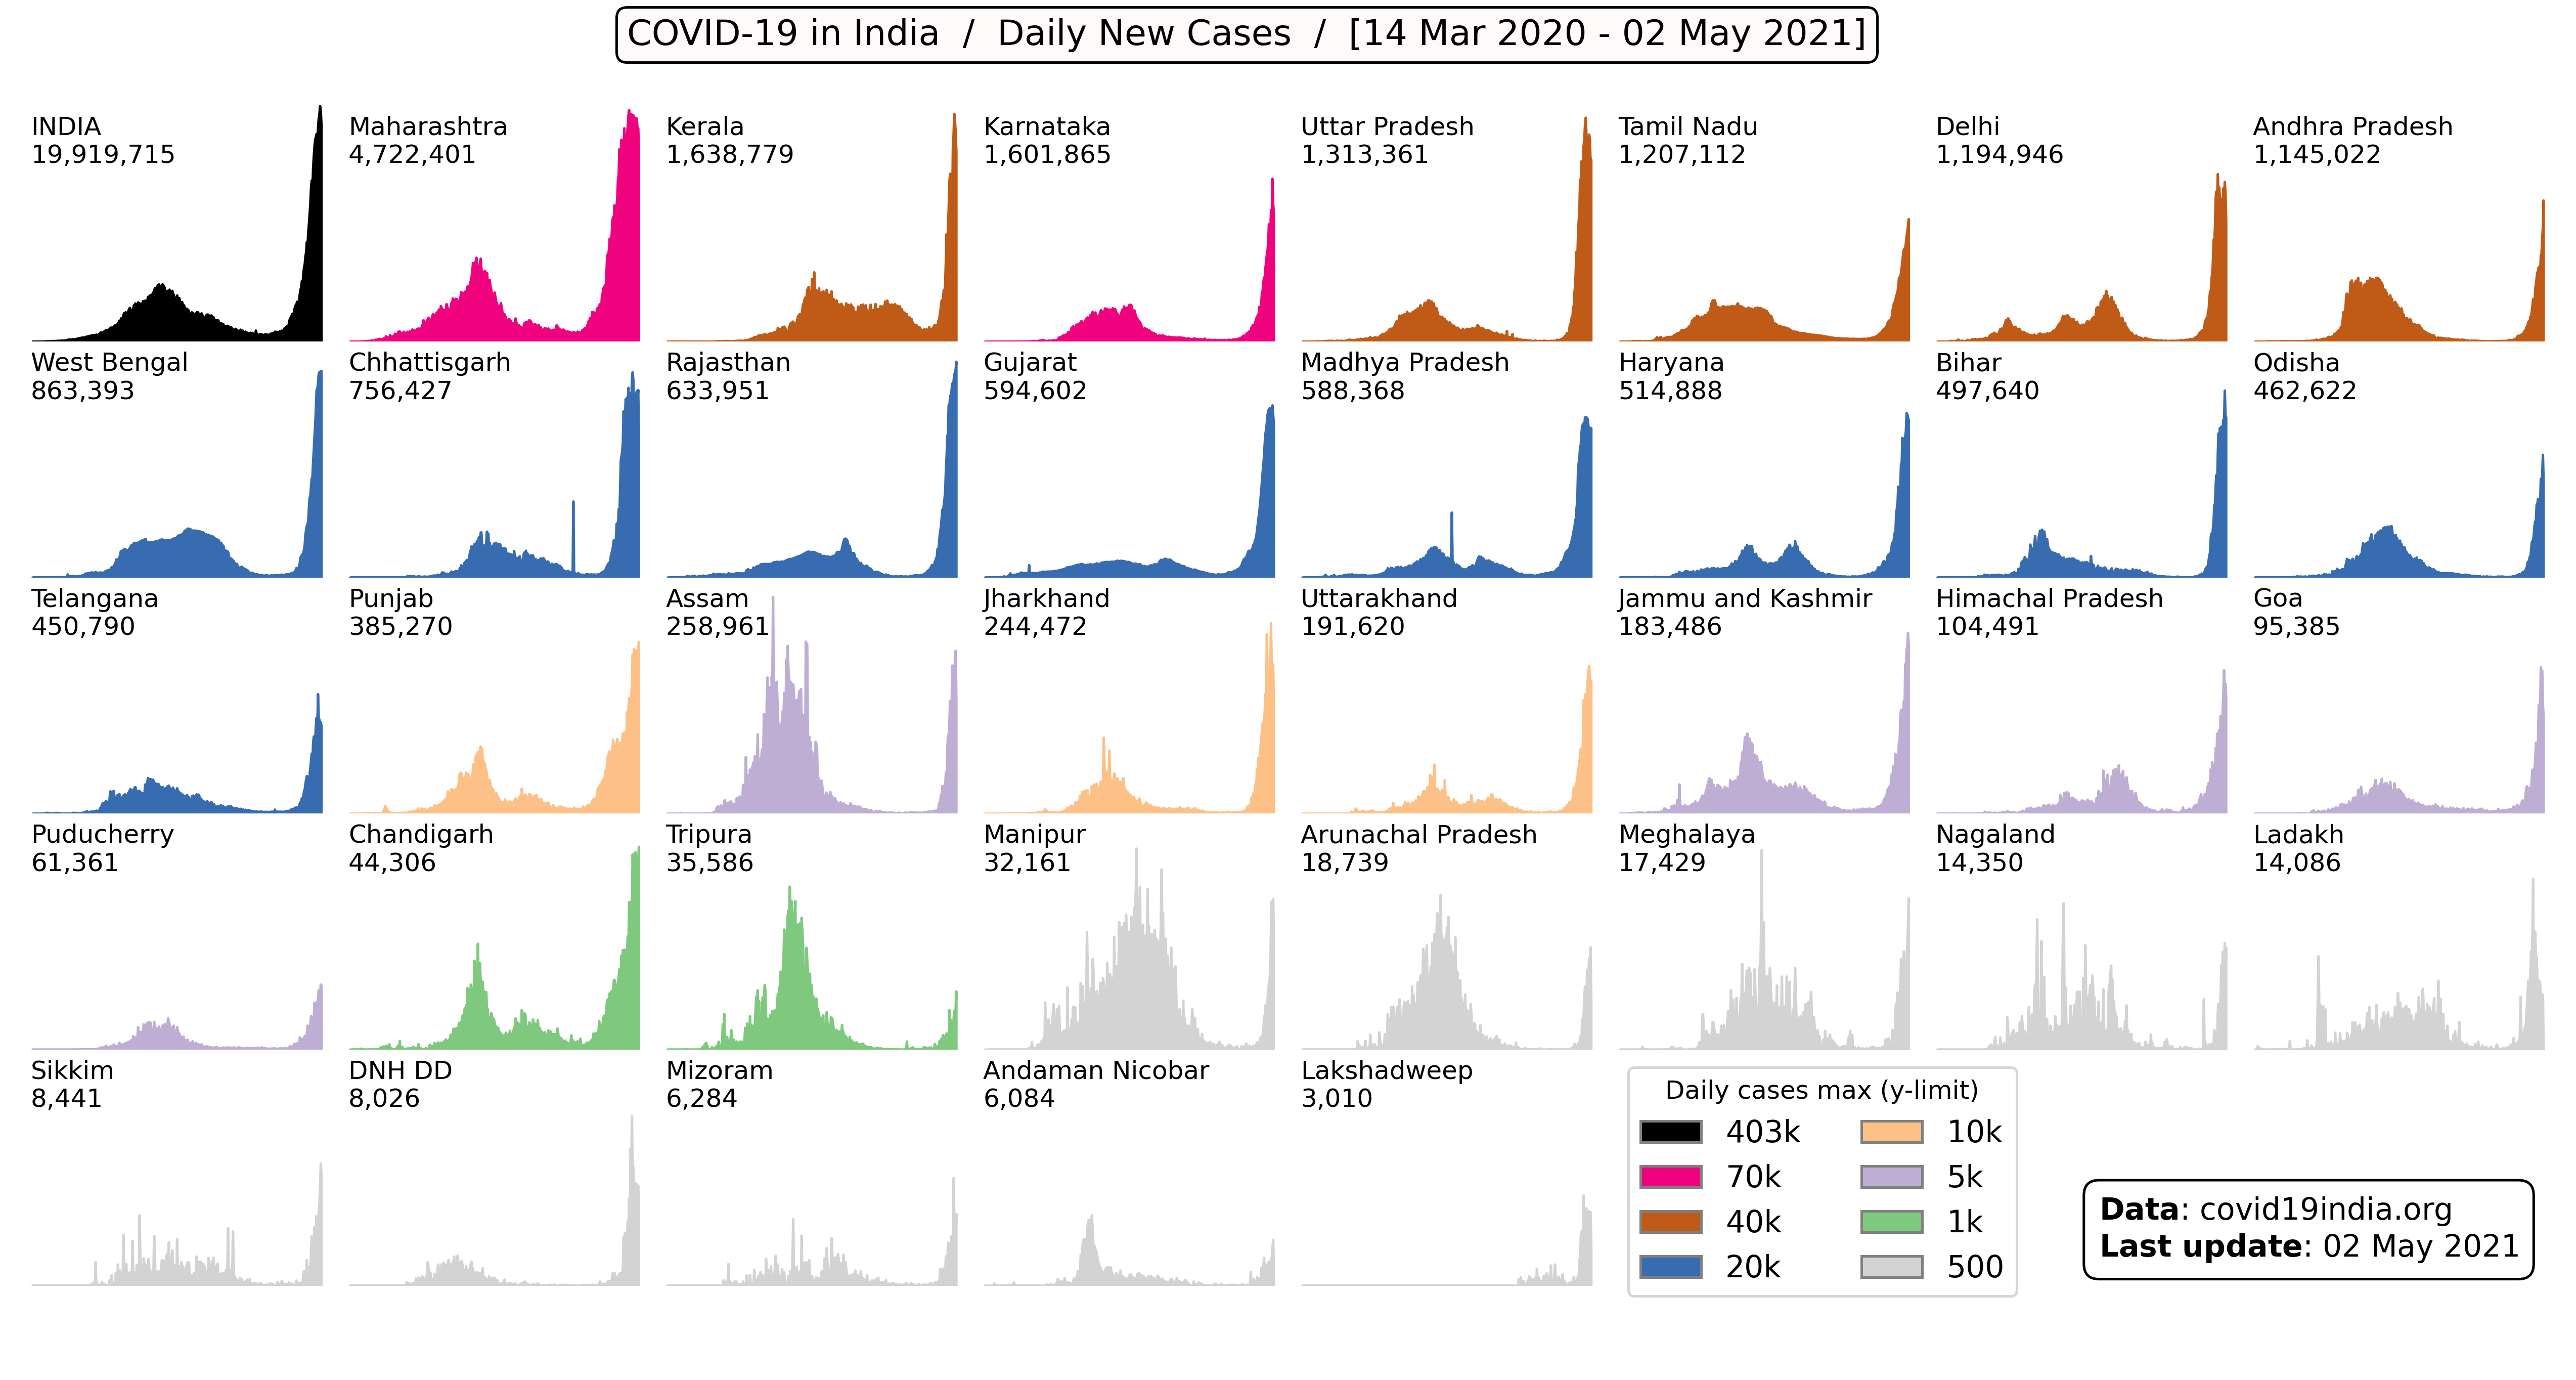 COVID-19 in India / Daily New Cases / [14 Mar 2020 - 02 May 2021]
INDIA
19,919,715
Maharashtra
4,722,401
Kerala
1,638,779
Karnataka
1,601,865
Uttar Pradesh
1,313,361
Tamil Nadu
1,207,112
Delhi
1,194,946
Andhra Pradesh
1,145,022
West Bengal
863,393
Chhattisgarh
756,427
Rajasthan
633,951
Gujarat
594,602
Madhya Pradesh
588,368
Haryana
514,888
Bihar
497,640
Odisha
462,622
Telangana
450,790
Punjab
385,270
Assam
258,961
Jharkhand
244,472
Uttarakhand
191,620
Jammu and Kashmir
183,486
Himachal Pradesh
104,491
Goa
95,385
Puducherry
61,361
Chandigarh
44,306
Tripura
35,586
Manipur
32,161
Arunachal Pradesh
18,739
Meghalaya
17,429
Nagaland
14,350
Ladakh
14,086
Sikkim
8,441
DNH DD
8,026
Mizoram
6,284
Andaman Nicobar
6,084
Lakshadweep
3,010
Daily cases max (y-limit)
403k
70k
40k
20k
10k
5k
1k
500
Data: covid19india.org
Last update: 02 May 2021